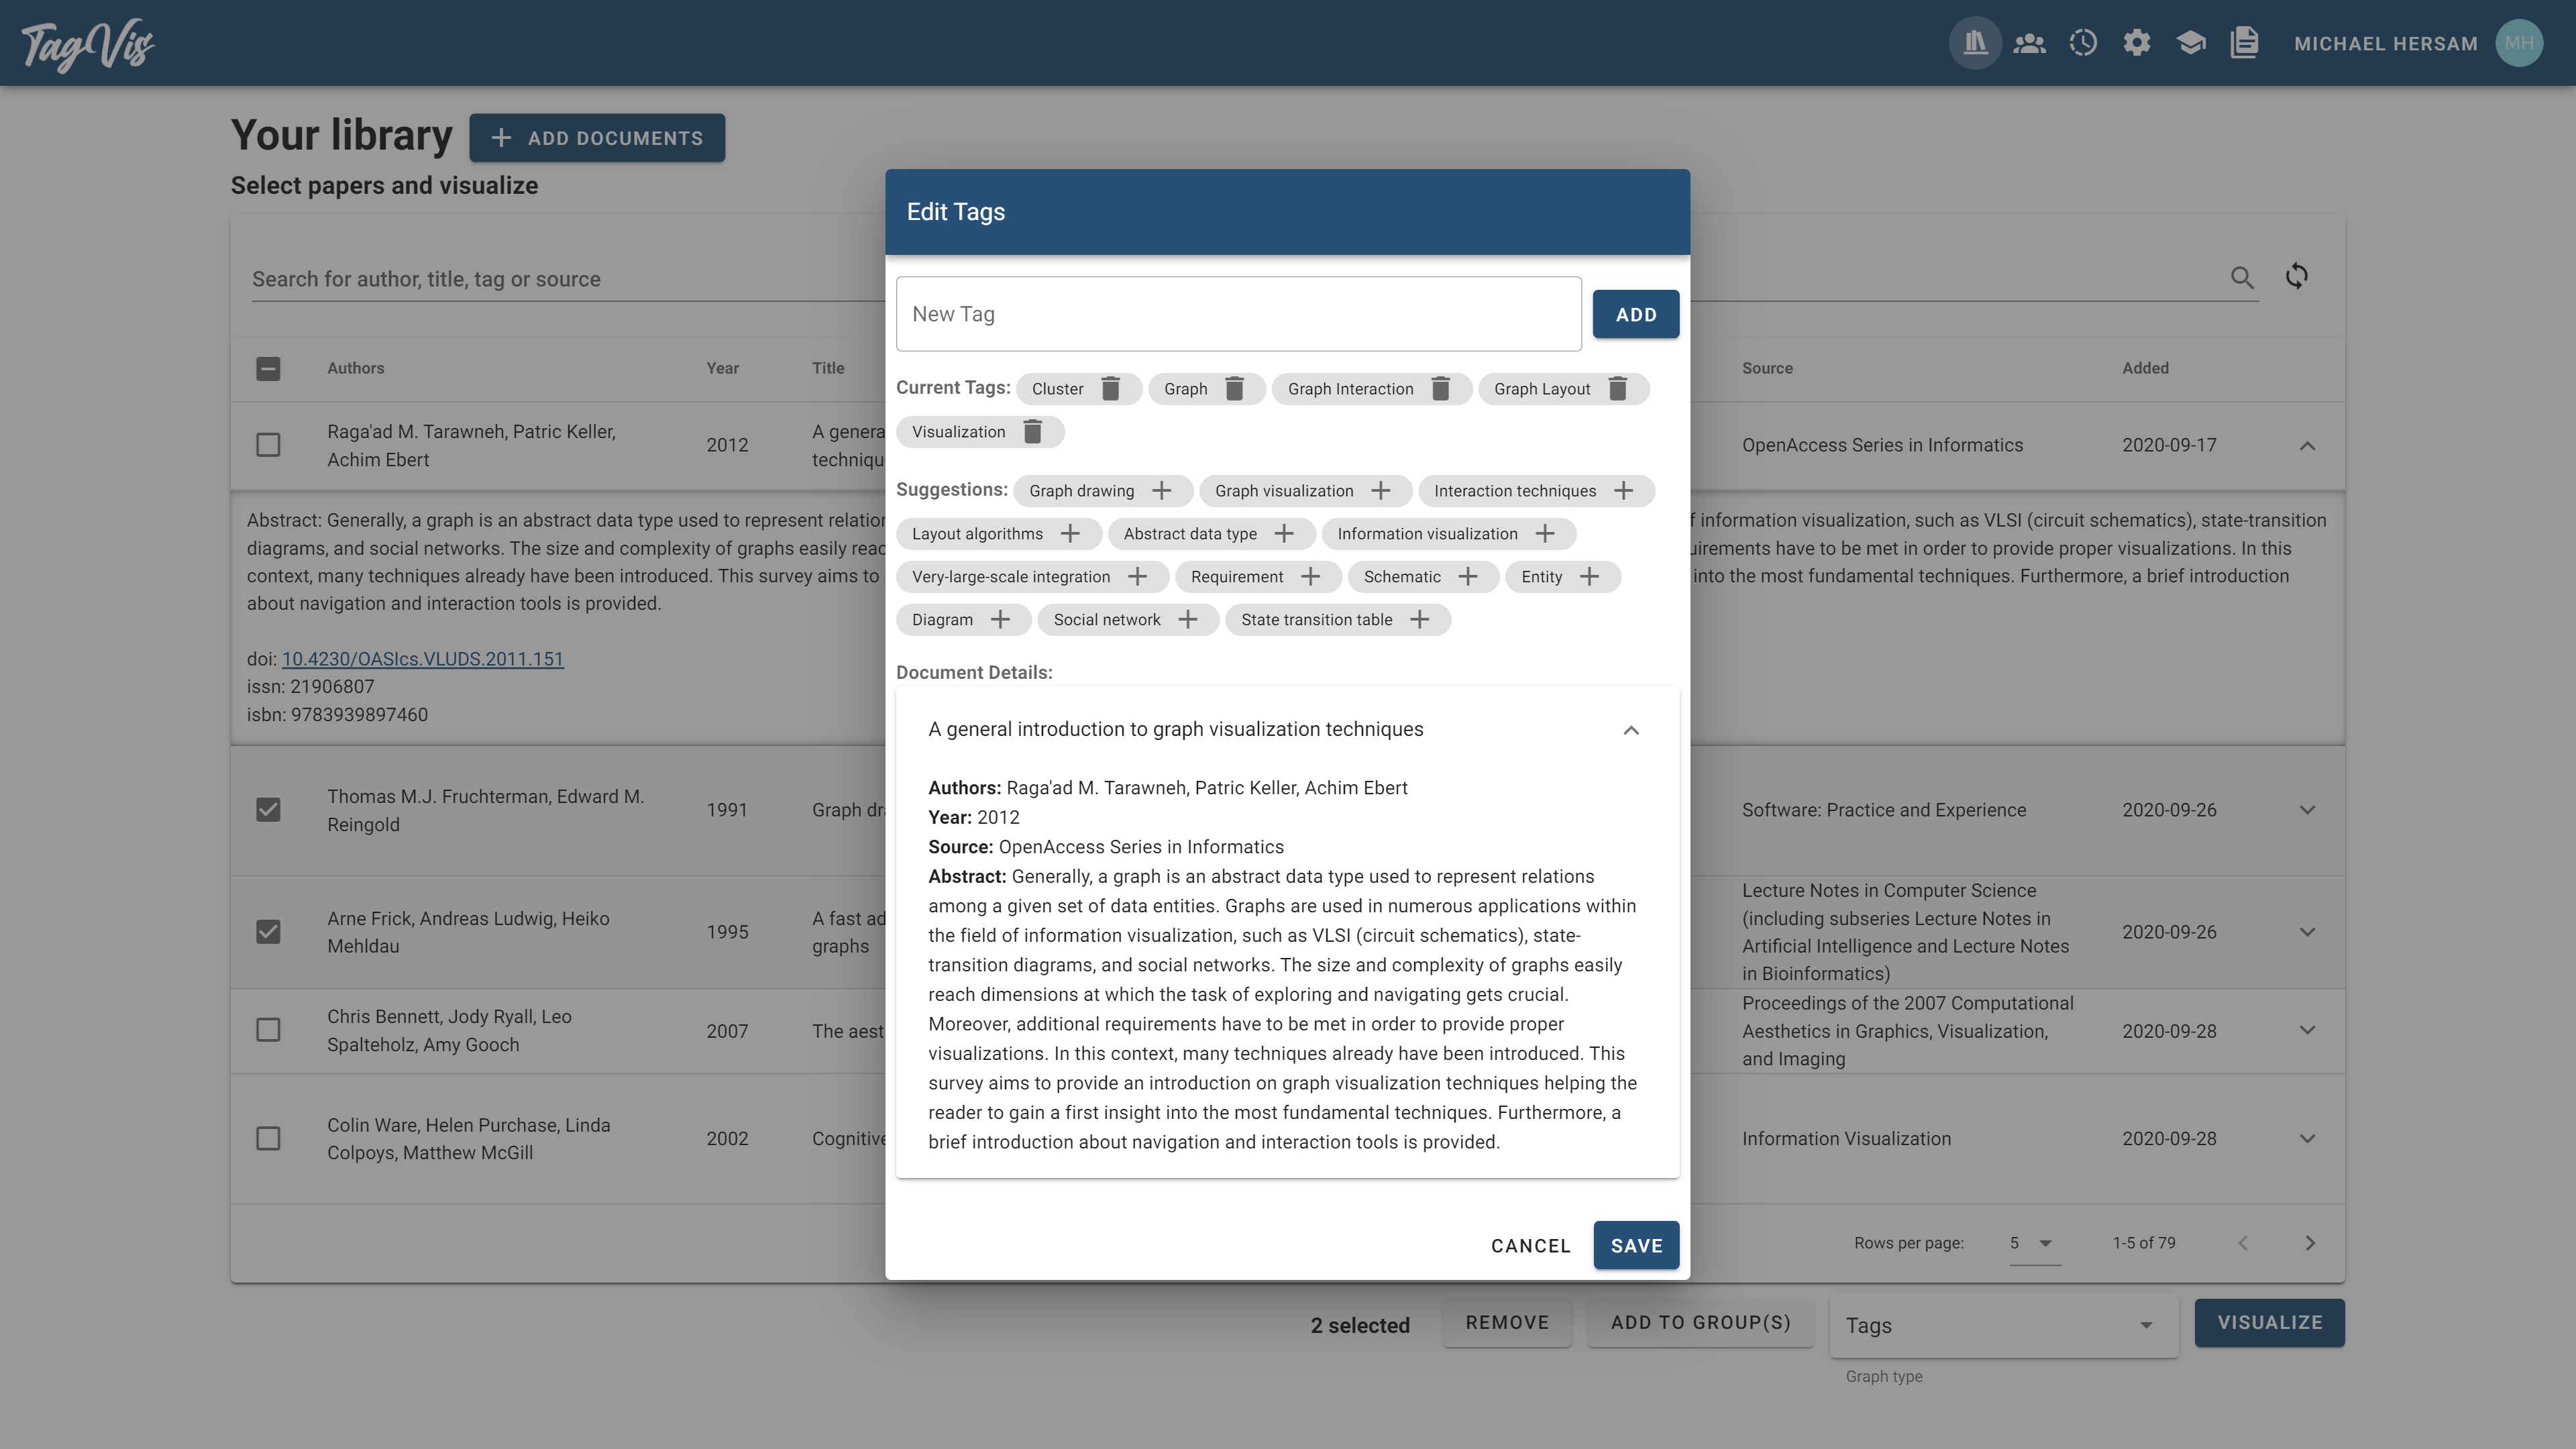 TagVis
MICHAEL HERSAM
MH
Your library
ADD DOCUMENTS
Select papers and visualize
Search for author, title, tag or source
Authors Year Title Source Added
Raga'ad M. Tarawneh, Patric Keller,
Achim Ebert
2012
A genera
techniqu
OpenAccess Series in Informatics
2020-09-17
Abstract: Generally, a graph is an abstract data type used to represent relation
f information visualization, such as VLSI (circuit schematics), state-transition
diagrams, and social networks. The size and complexity of graphs easily reac
uirements have to be met in order to provide proper visualizations. In this
context, many techniques already have been introduced. This survey aims to
into the most fundamental techniques. Furthermore, a brief introduction
about navigation and interaction tools is provided.
doi: 10.4230/OASIcs.VLUDS.2011.151
issn: 21906807
isbn: 9783939897460
Thomas M.J. Fruchterman, Edward M.
Reingold
1991
Graph dr
Software: Practice and Experience
2020-09-26
Arne Frick, Andreas Ludwig, Heiko
Mehldau
1995
A fast ad
graphs
Lecture Notes in Computer Science
(including subseries Lecture Notes in
Artificial Intelligence and Lecture Notes
in Bioinformatics)
2020-09-26
Chris Bennett, Jody Ryall, Leo
Spalteholz, Amy Gooch
2007
The aest
Proceedings of the 2007 Computational
Aesthetics in Graphics, Visualization,
and Imaging
2020-09-28
Colin Ware, Helen Purchase, Linda
Colpoys, Matthew McGill
2002
Cognitive
Information Visualization
2020-09-28
Rows per page: 5 1-5 of 79
2 selected
REMOVE
ADD TO GROUP(S)
Tags
Graph type
VISUALIZE
Edit Tags
New Tag
ADD
Current Tags: Cluster Graph Graph Interaction Graph Layout
Visualization
Suggestions: Graph drawing Graph visualization Interaction techniques
Layout algorithms Abstract data type Information visualization
Very-large-scale integration Requirement Schematic Entity
Diagram Social network State transition table
Document Details:
A general introduction to graph visualization techniques
Authors: Raga'ad M. Tarawneh, Patric Keller, Achim Ebert
Year: 2012
Source: OpenAccess Series in Informatics
Abstract: Generally, a graph is an abstract data type used to represent relations
among a given set of data entities. Graphs are used in numerous applications within
the field of information visualization, such as VLSI (circuit schematics), state-
transition diagrams, and social networks. The size and complexity of graphs easily
reach dimensions at which the task of exploring and navigating gets crucial.
Moreover, additional requirements have to be met in order to provide proper
visualizations. In this context, many techniques already have been introduced. This
survey aims to provide an introduction on graph visualization techniques helping the
reader to gain a first insight into the most fundamental techniques. Furthermore, a
brief introduction about navigation and interaction tools is provided.
CANCEL
SAVE